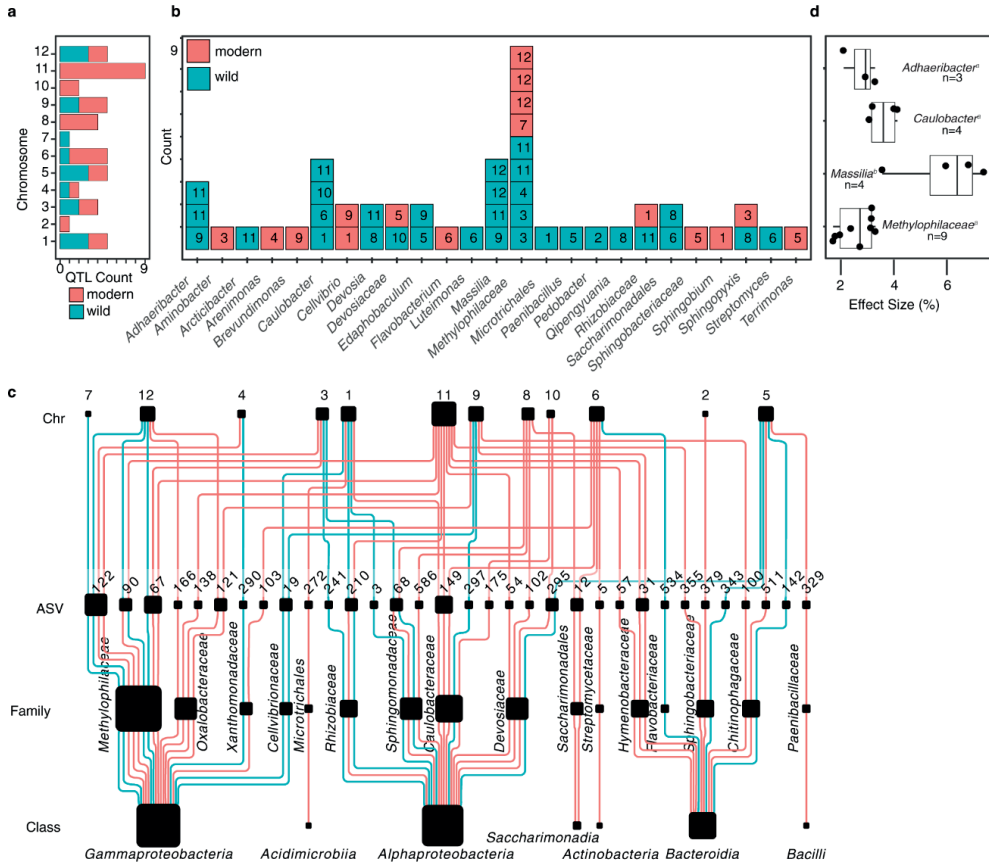 a
b
d
12
11
10
9
8
7
6
5
4
3
2
1
Chromosome
0
9
QTL Count
modern
wild
9
Count
modern
wild
12
12
12
7
11
11
11
12
11
10
12
4
11
6
9
11
5
9
11
3
1
6
3
9
3
11
4
9
1
1
8
10
5
6
6
9
3
1
5
2
8
11
8
5
1
8
6
5
Adhaeribacter
Aminobacter
Arcticibacter
Arenimonas
Brevundimonas
Caulobacter
Cellvibrio
Devosia
Devosiaceae
Edaphobaculum
Flavobacterium
Luteimonas
Massilia
Methylophilaceae
Microtrichales
Paenibacillus
Pedobacter
Qipengyuania
Rhizobiaceae
Saccharimonadales
Sphingobacteriaceae
Sphingobium
Sphingopyxis
Streptomyces
Terrimonas
Adhaeribacterᵃ
n=3
Caulobacterᵃ
n=4
Massiliaᵇ
n=4
Methylophilaceaeᵃ
n=9
2
4
6
Effect Size (%)
c
7
12
4
3
1
11
9
8
10
6
2
5
Chr
122
90
67
166
138
121
290
103
19
272
241
210
3
68
586
149
297
175
54
102
295
12
5
57
31
534
355
379
343
100
511
142
329
ASV
Methylophilaceae
Oxalobacteraceae
Xanthomonadaceae
Cellvibrionaceae
Microtrichales
Rhizobiaceae
Sphingomonadaceae
Caulobacteraceae
Devosiaceae
Saccharimonadales
Streptomycetaceae
Hymenobacteraceae
Flavobacteriaceae
Sphingobacteriaceae
Chitinophagaceae
Paenibacillaceae
Family
Class
Gammaproteobacteria
Acidimicrobiia
Alphaproteobacteria
Saccharimonadia
Actinobacteria
Bacteroidia
Bacilli